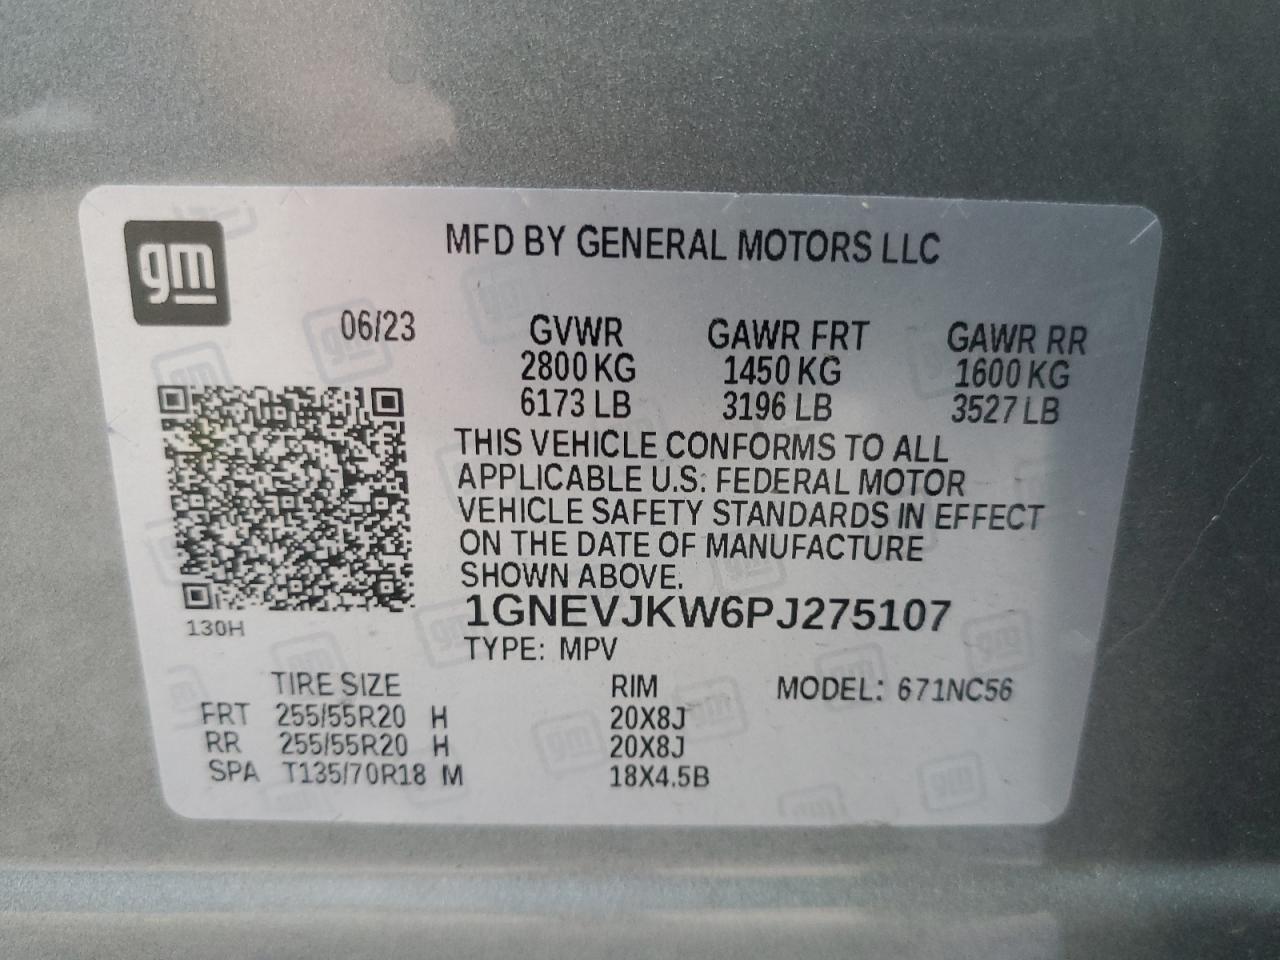 gm
MFD BY GENERAL MOTORS LLC
06/23 GVWR GAWR FRT GAWR RR
2800 KG 1450 KG 1600 KG
6173 LB 3196 LB 3527 LB
THIS VEHICLE CONFORMS TO ALL
APPLICABLE U.S. FEDERAL MOTOR
VEHICLE SAFETY STANDARDS IN EFFECT
ON THE DATE OF MANUFACTURE
SHOWN ABOVE.
1GNEVJKW6PJ275107
130H
TYPE: MPV
TIRE SIZE RIM MODEL: 671NC56
FRT 255/55R20 H 20X8J
RR 255/55R20 H 20X8J
SPA T135/70R18 M 18X4.5B